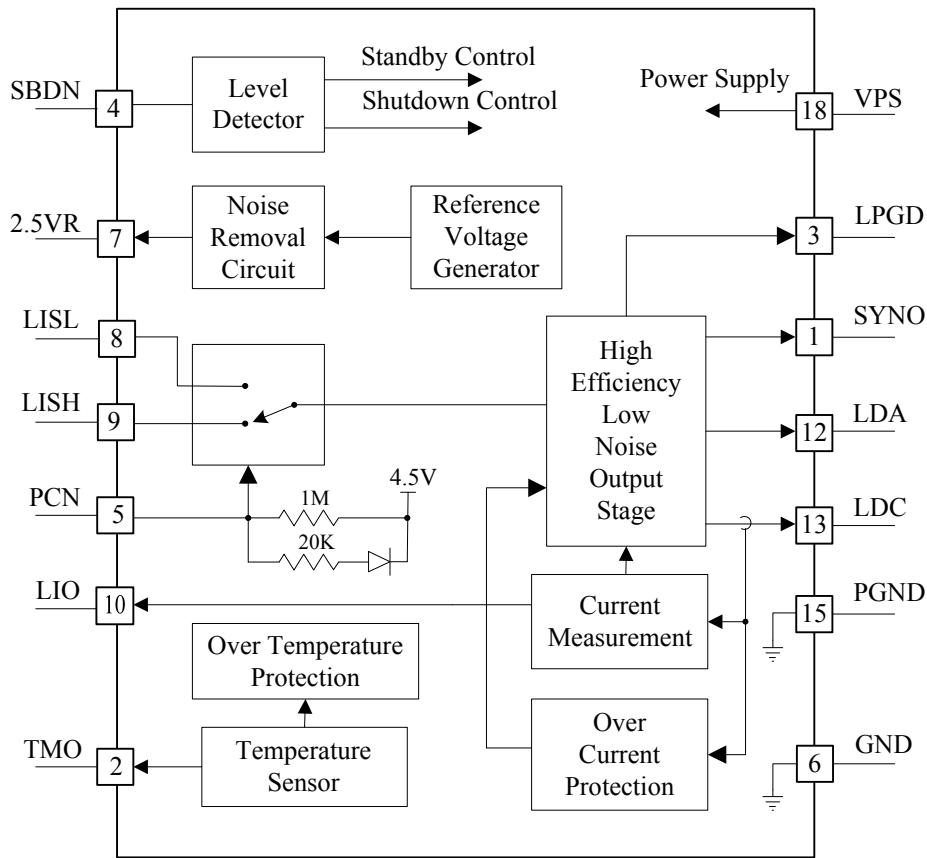 SBDN
4
Level
Detector
Standby Control
Shutdown Control
Power Supply
18
VPS
2.5VR
7
Noise
Removal
Circuit
Reference
Voltage
Generator
3
LPGD
LISL
8
High
Efficiency
Low
Noise
Output
Stage
1
SYNO
LISH
9
12
LDA
PCN
5
1M
4.5V
20K
13
LDC
LIO
10
Current
Measurement
15
PGND
Over Temperature
Protection
TMO
2
Temperature
Sensor
Over
Current
Protection
6
GND